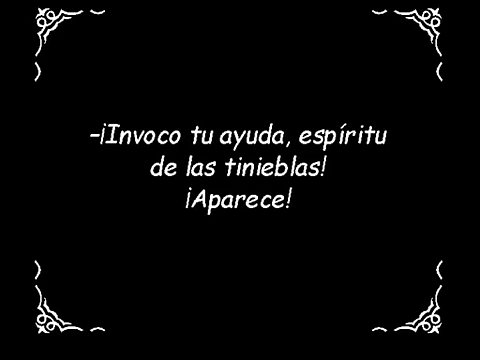 -¡Invoco tu ayuda, espíritu
de las tinieblas!
¡Aparece!